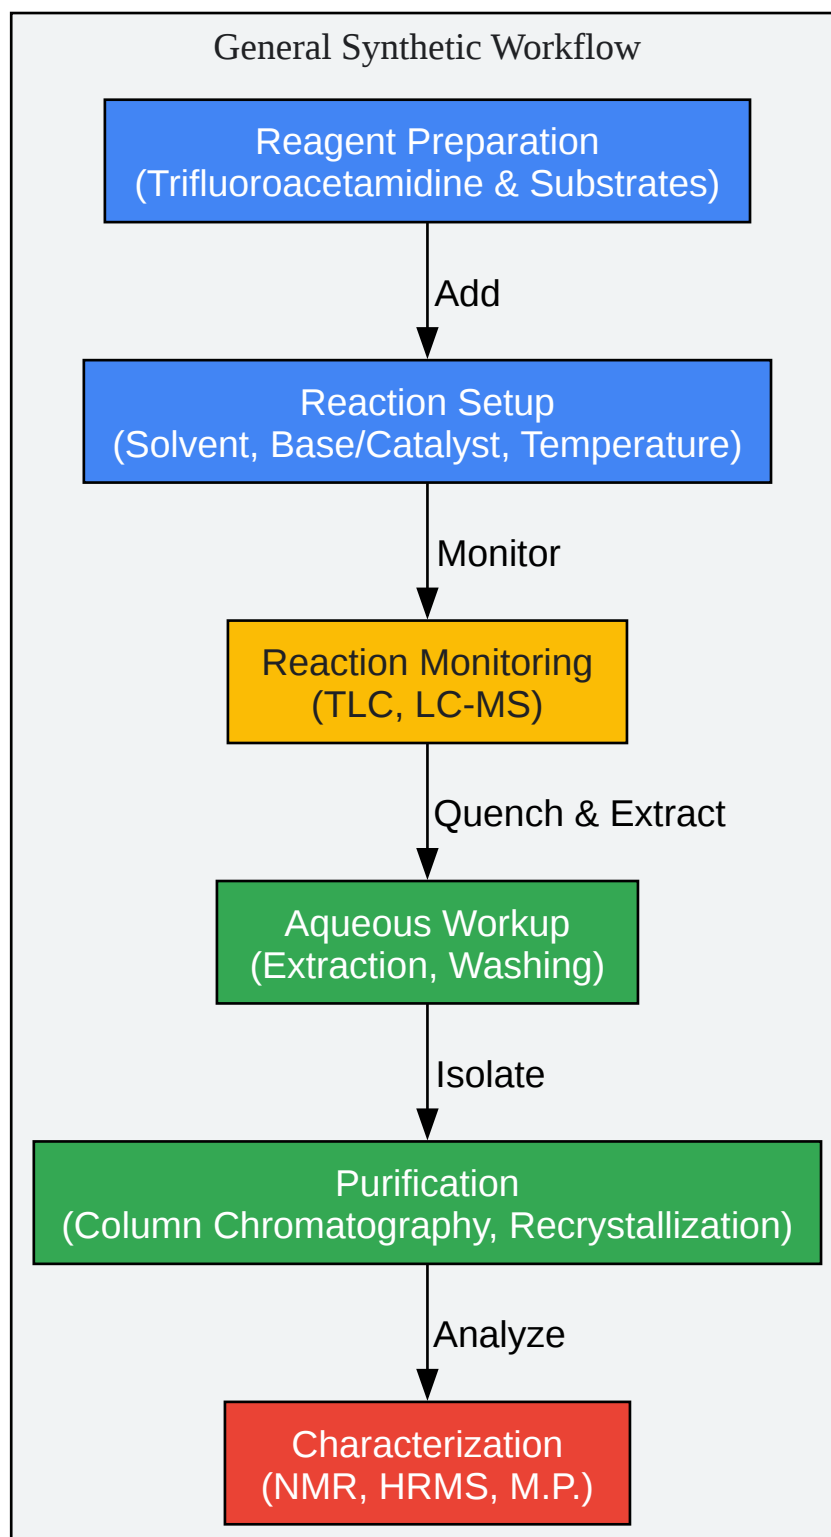 General Synthetic Workflow
Reagent Preparation
(Trifluoroacetamidine & Substrates)
Add
Reaction Setup
(Solvent, Base/Catalyst, Temperature)
Monitor
Reaction Monitoring
(TLC, LC-MS)
Quench & Extract
Aqueous Workup
(Extraction, Washing)
Isolate
Purification
(Column Chromatography, Recrystallization)
Analyze
Characterization
(NMR, HRMS, M.P.)